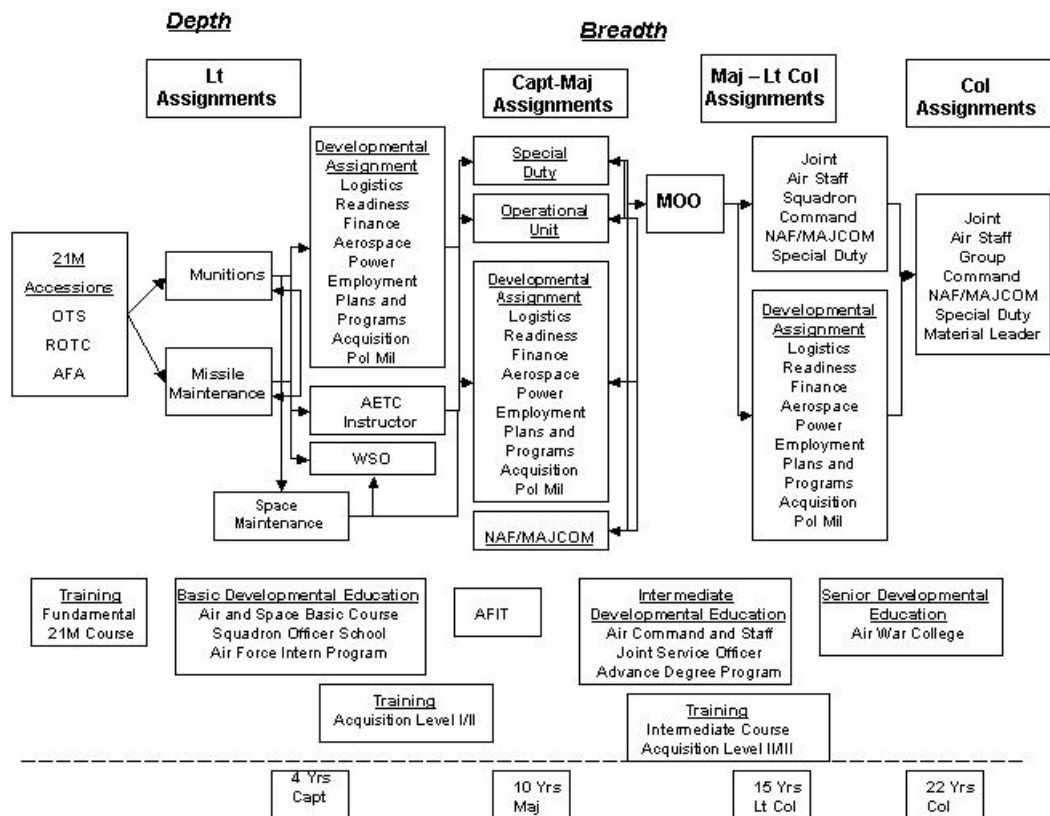 Depth
Breadth
Lt
Assignments
Capt-Maj
Assignments
Maj – Lt Col
Assignments
Col
Assignments
21M
Accessions
OTS
ROTC
AFA
Munitions
Missile
Maintenance
Developmental
Assignment
Logistics
Readiness
Finance
Aerospace
Power
Employment
Plans and
Programs
Acquisition
Pol Mil
AETC
Instructor
WSO
Space
Maintenance
Special
Duty
Operational
Unit
Developmental
Assignment
Logistics
Readiness
Finance
Aerospace
Power
Employment
Plans and
Programs
Acquisition
Pol Mil
NAF/MAJCOM
MOO
Joint
Air Staff
Squadron
Command
NAF/MAJCOM
Special Duty
Developmental
Assignment
Logistics
Readiness
Finance
Aerospace
Power
Employment
Plans and
Programs
Acquisition
Pol Mil
Joint
Air Staff
Group
Command
NAF/MAJCOM
Special Duty
Material Leader
Training
Fundamental
21M Course
Basic Developmental Education
Air and Space Basic Course
Squadron Officer School
Air Force Intern Program
AFIT
Intermediate
Developmental Education
Air Command and Staff
Joint Service Officer
Advance Degree Program
Senior Developmental
Education
Air War College
Training
Acquisition Level I/II
Training
Intermediate Course
Acquisition Level II/III
4 Yrs
Capt
10 Yrs
Maj
15 Yrs
Lt Col
22 Yrs
Col